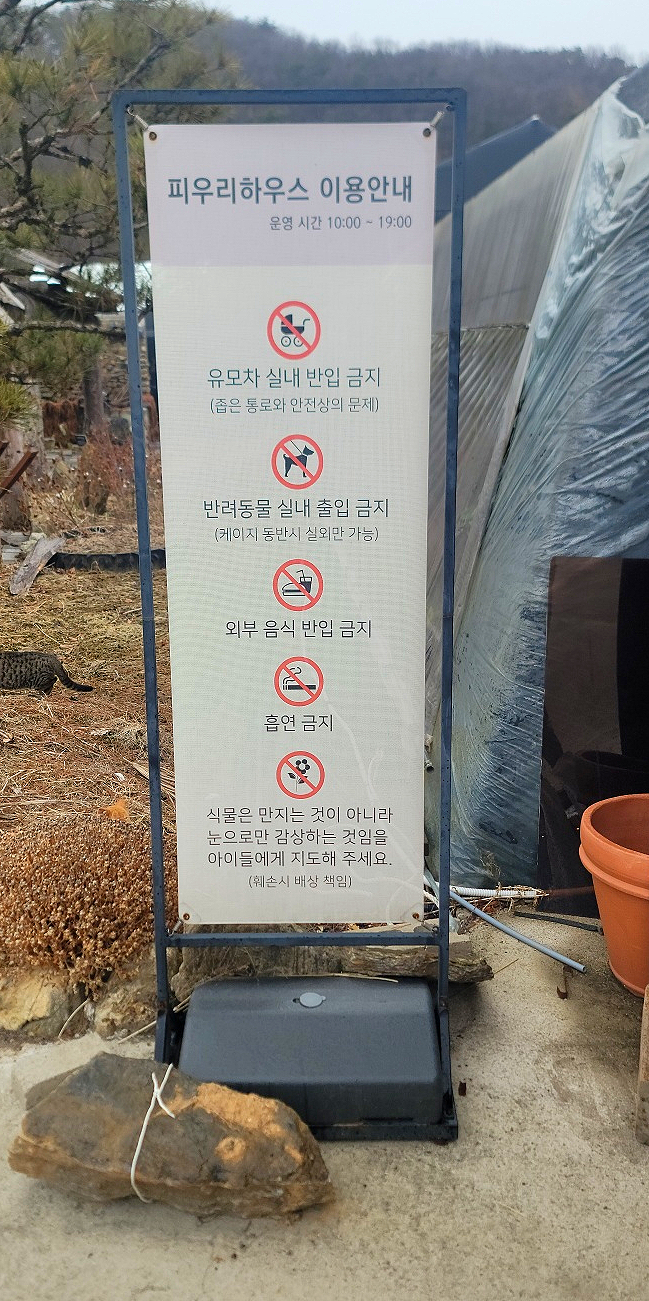 피우리하우스 이용안내
운영 시간 10:00 ~ 19:00
유모차 실내 반입 금지
(좁은 통로와 안전상의 문제)
반려동물 실내 출입 금지
(케이지 동반시 실외만 가능)
외부 음식 반입 금지
흡연 금지
식물은 만지는 것이 아니라
눈으로만 감상하는 것임을
아이들에게 지도해 주세요.
(훼손시 배상 책임)